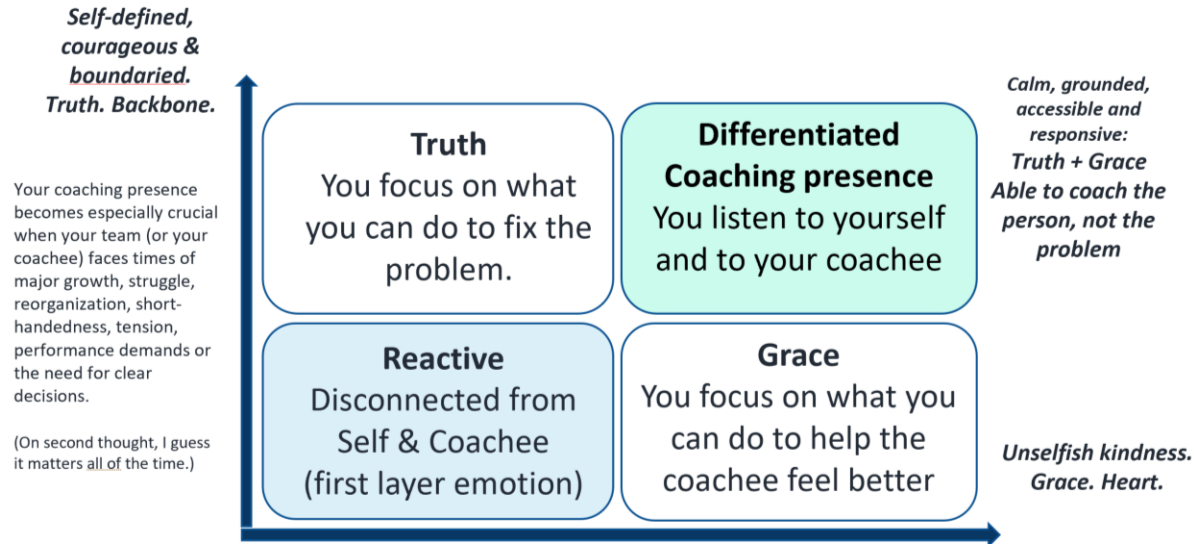 Self-defined,
courageous &
boundaried.
Truth. Backbone.
Your coaching presence
becomes especially crucial
when your team (or your
coachee) faces times of
major growth, struggle,
reorganization, short-
handedness, tension,
performance demands or
the need for clear
decisions.
(On second thought, I guess
it matters all of the time.)
Truth
You focus on what
you can do to fix the
problem.
Differentiated
Coaching presence
You listen to yourself
and to your coachee
Reactive
Disconnected from
Self & Coachee
(first layer emotion)
Grace
You focus on what you
can do to help the
coachee feel better
Calm, grounded,
accessible and
responsive:
Truth + Grace
Able to coach the
person, not the
problem
Unselfish kindness.
Grace. Heart.